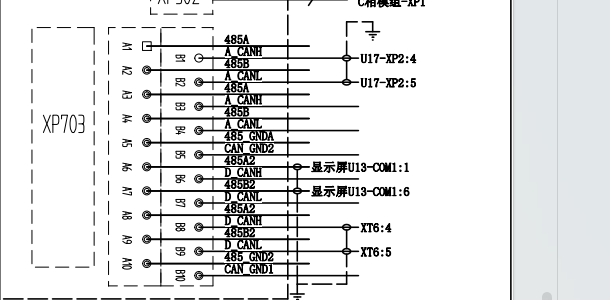 XP702
C相模组-XP1
485A
A1
A_CANH
B1
U17-XP2:4
485B
A2
A_CANL
B2
U17-XP2:5
485A
A3
A_CANH
B3
485B
XP703
A4
A_CANL
B4
485_GNDA
A5
CAN_GND2
B5
485A2
A6
显示屏U13-COM1:1
D_CANH
B6
485B2
A7
显示屏U13-COM1:6
D_CANL
B7
485A2
A8
D_CANH
B8
XT6:4
485B2
A9
D_CANL
B9
XT6:5
485_GND2
A10
CAN_GND1
B10